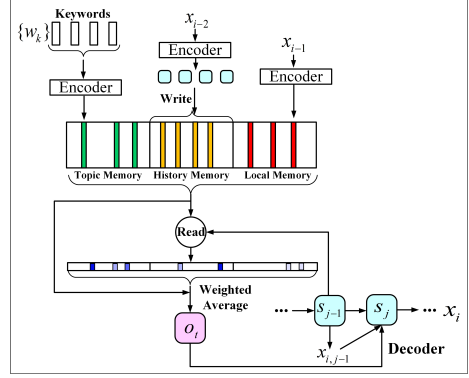 Keywords
{w_k}
x_{i-2}
Encoder
x_{i-1}
Encoder
Encoder
Write
Topic Memory
History Memory
Local Memory
Read
Weighted
Average
o_t
...
s_{j-1}
s_j
... x_i
x_{i,j-1}
Decoder